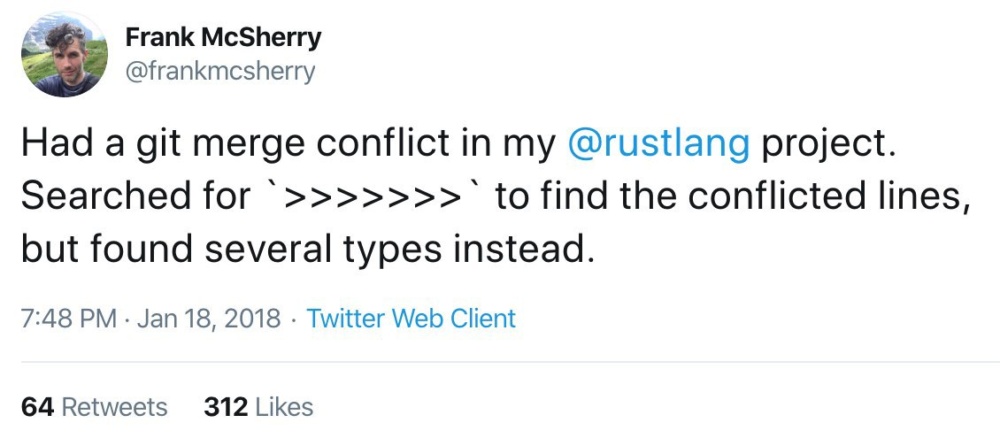 Frank McSherry
@frankmcsherry
Had a git merge conflict in my @rustlang project.
Searched for `>>>>>>>` to find the conflicted lines,
but found several types instead.
7:48 PM · Jan 18, 2018 · Twitter Web Client
64 Retweets 312 Likes